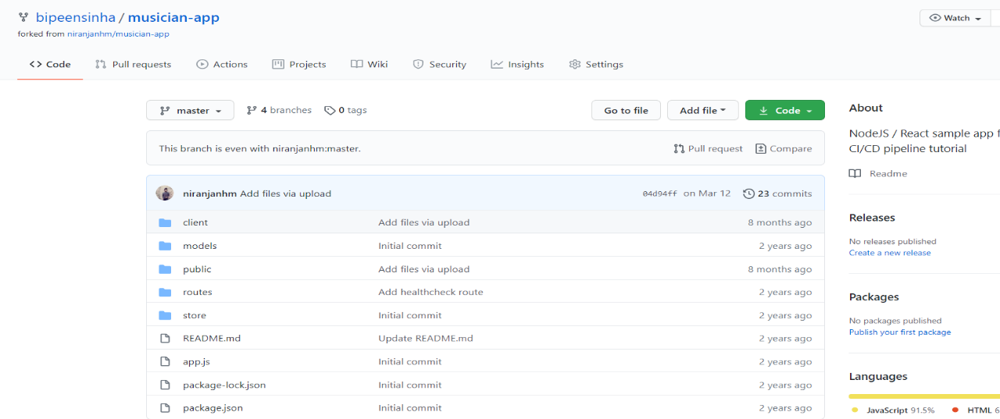 bipeensinha / musician-app
Watch
forked from niranjanhm/musician-app
Code Pull requests Actions Projects Wiki Security Insights Settings
master 4 branches 0 tags Go to file Add file Code
This branch is even with niranjanhm:master. Pull request Compare
niranjanhm Add files via upload 04d94ff on Mar 12 23 commits
client Add files via upload 8 months ago
models Initial commit 2 years ago
public Add files via upload 8 months ago
routes Add healthcheck route 2 years ago
store Initial commit 2 years ago
README.md Update README.md 2 years ago
app.js Initial commit 2 years ago
package-lock.json Initial commit 2 years ago
package.json Initial commit 2 years ago
About
NodeJS / React sample app f
CI/CD pipeline tutorial
Readme
Releases
No releases published
Create a new release
Packages
No packages published
Publish your first package
Languages
JavaScript 91.5% HTML 6